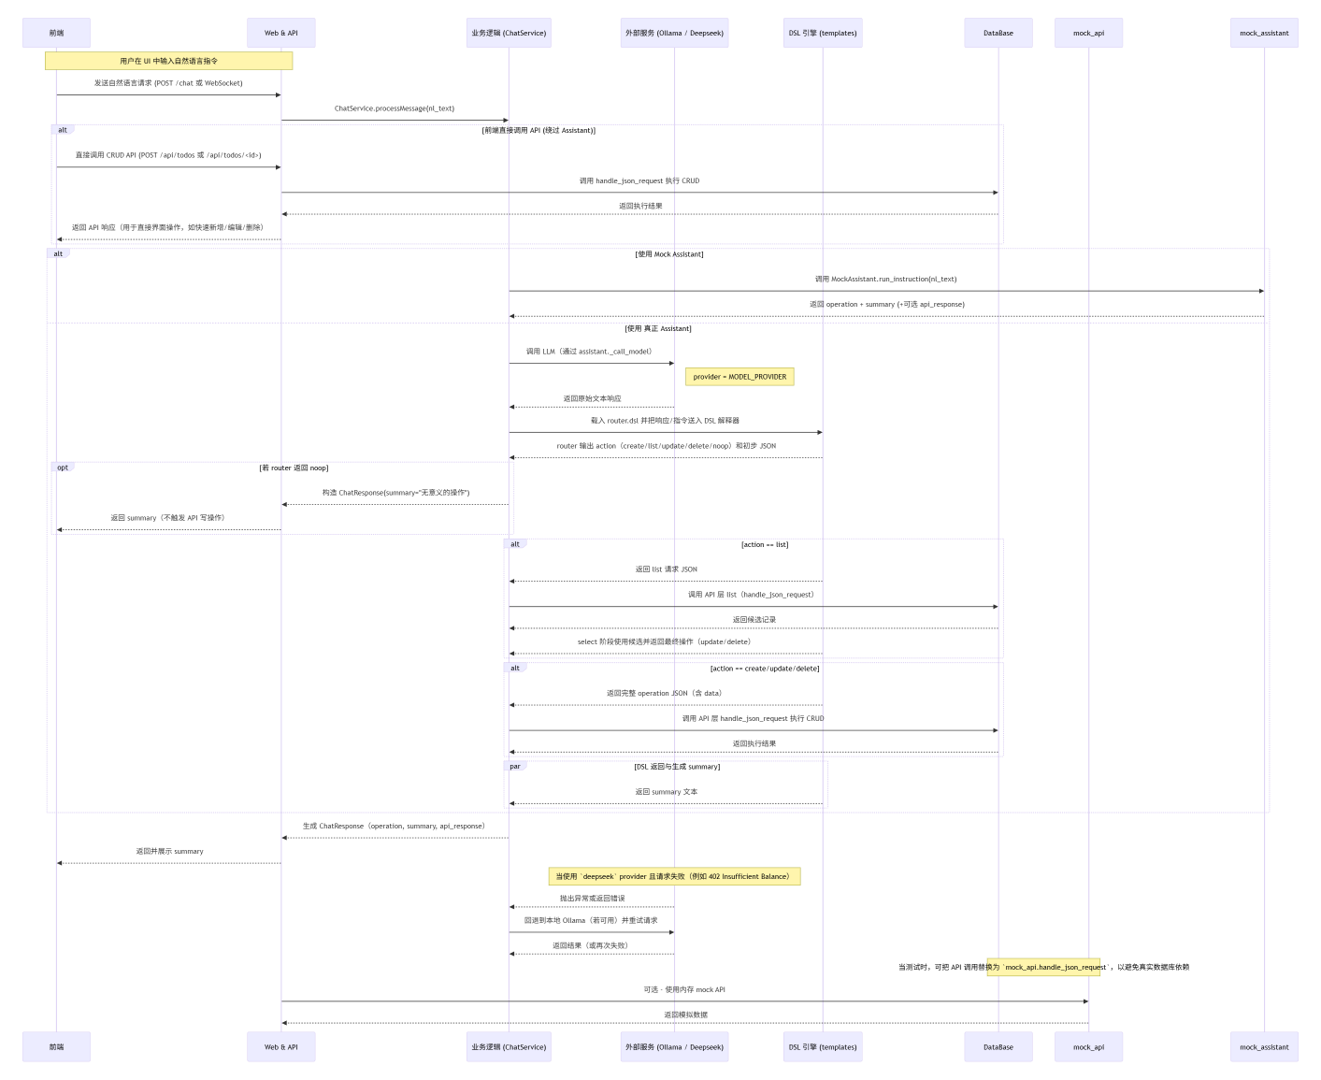 前端
Web & API
业务逻辑 (ChatService)
外部服务 (Ollama / Deepseek)
DSL 引擎 (templates)
DataBase
mock_api
mock_assistant
用户在 UI 中输入自然语言指令
发送自然语言请求 (POST /chat 或 WebSocket)
ChatService.processMessage(nl_text)
alt
[前端直接调用 API (绕过 Assistant)]
直接调用 CRUD API (POST /api/todos 或 /api/todos/<id>)
调用 handle_json_request 执行 CRUD
返回执行结果
返回 API 响应（用于直接界面操作，如快速新增/编辑/删除）
alt
[使用 Mock Assistant]
调用 MockAssistant.run_instruction(nl_text)
返回 operation + summary (+可选 api_response)
[使用 真正 Assistant]
调用 LLM（通过 assistant._call_model）
provider = MODEL_PROVIDER
返回原始文本响应
载入 router.dsl 并把响应/指令送入 DSL 解释器
router 输出 action（create/list/update/delete/noop）和初步 JSON
opt
[若 router 返回 noop]
构造 ChatResponse(summary="无意义的操作")
返回 summary（不触发 API 写操作）
alt
[action == list]
返回 list 请求 JSON
调用 API 层 list（handle_json_request）
返回候选记录
select 阶段使用候选并返回最终操作（update/delete）
alt
[action == create/update/delete]
返回完整 operation JSON（含 data）
调用 API 层 handle_json_request 执行 CRUD
返回执行结果
par
[DSL 返回与生成 summary]
返回 summary 文本
生成 ChatResponse（operation, summary, api_response）
返回并展示 summary
当使用 `deepseek` provider 且请求失败（例如 402 Insufficient Balance）
抛出异常或返回错误
回退到本地 Ollama（若可用）并重试请求
返回结果（或再次失败）
当测试时，可把 API 调用替换为 `mock_api.handle_json_request`，以避免真实数据库依赖
可选 - 使用内存 mock API
返回模拟数据
前端
Web & API
业务逻辑 (ChatService)
外部服务 (Ollama / Deepseek)
DSL 引擎 (templates)
DataBase
mock_api
mock_assistant